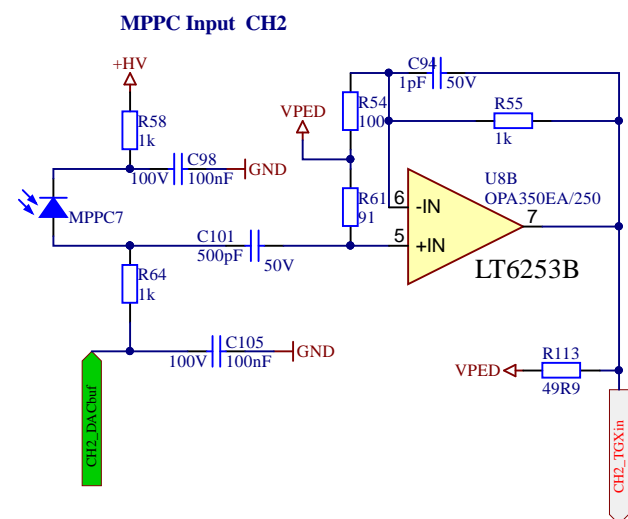 MPPC Input CH2
+HV
C94
1pF 50V
R54
100
R55
1k
VPED
R58
1k
C98
100V 100nF
GND
U8B
OPA350EA/250
R61
91
6 -IN
7
MPPC7
C101
500pF 50V
5 +IN
LT6253B
R64
1k
C105
100V 100nF
GND
VPED
R113
49R9
CH2_DACbuf
CH2_TGXin